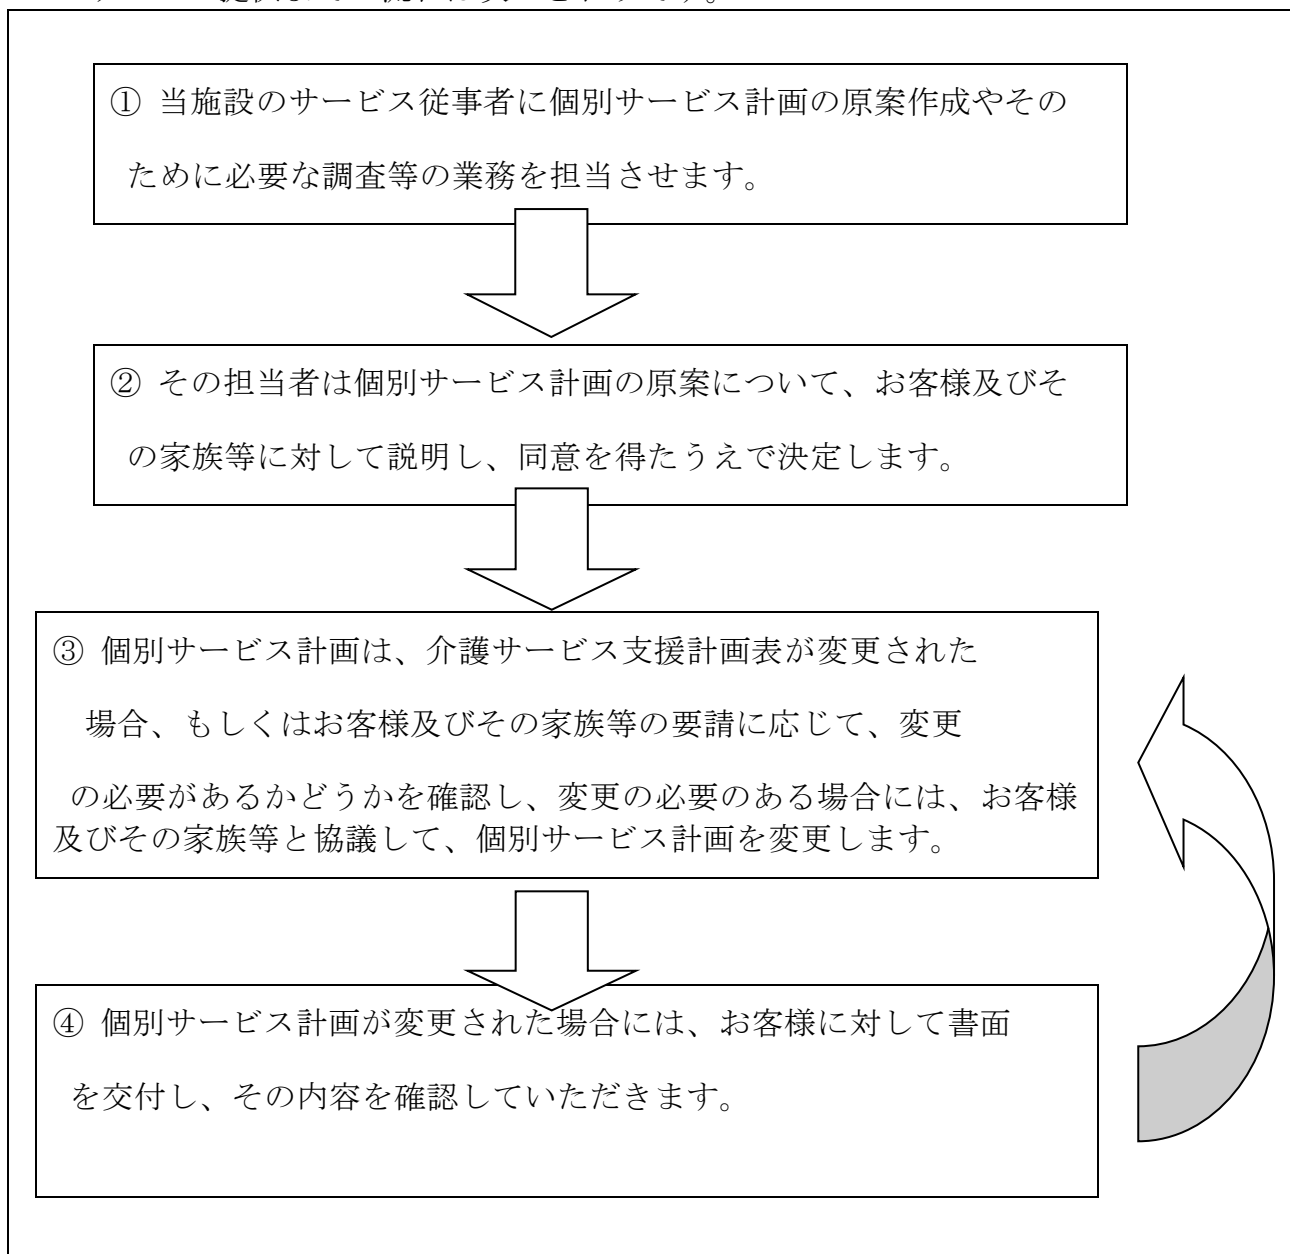 ① 当施設のサービス従事者に個別サービス計画の原案作成やその
ために必要な調査等の業務を担当させます。
② その担当者は個別サービス計画の原案について、お客様及びそ
の家族等に対して説明し、同意を得たうえで決定します。
③ 個別サービス計画は、介護サービス支援計画表が変更された
場合、もしくはお客様及びその家族等の要請に応じて、変更
の必要があるかどうかを確認し、変更の必要のある場合には、お客様
及びその家族等と協議して、個別サービス計画を変更します。
④ 個別サービス計画が変更された場合には、お客様に対して書面
を交付し、その内容を確認していただきます。